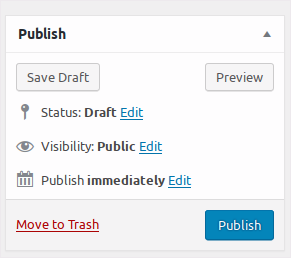 Publish
Save Draft Preview
Status: Draft Edit
Visibility: Public Edit
Publish immediately Edit
Move to Trash Publish